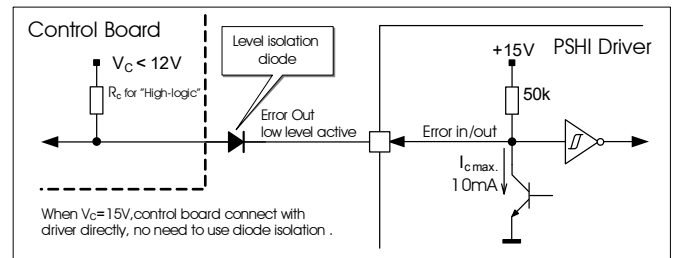 Control Board
V_C < 12V
R_c for "High-logic"
Level isolation
diode
Error Out
low level active
+15V
PSHI Driver
50k
Error in/out
I_c max.
10mA
When V_C=15V,control board connect with
driver directly, no need to use diode isolation .